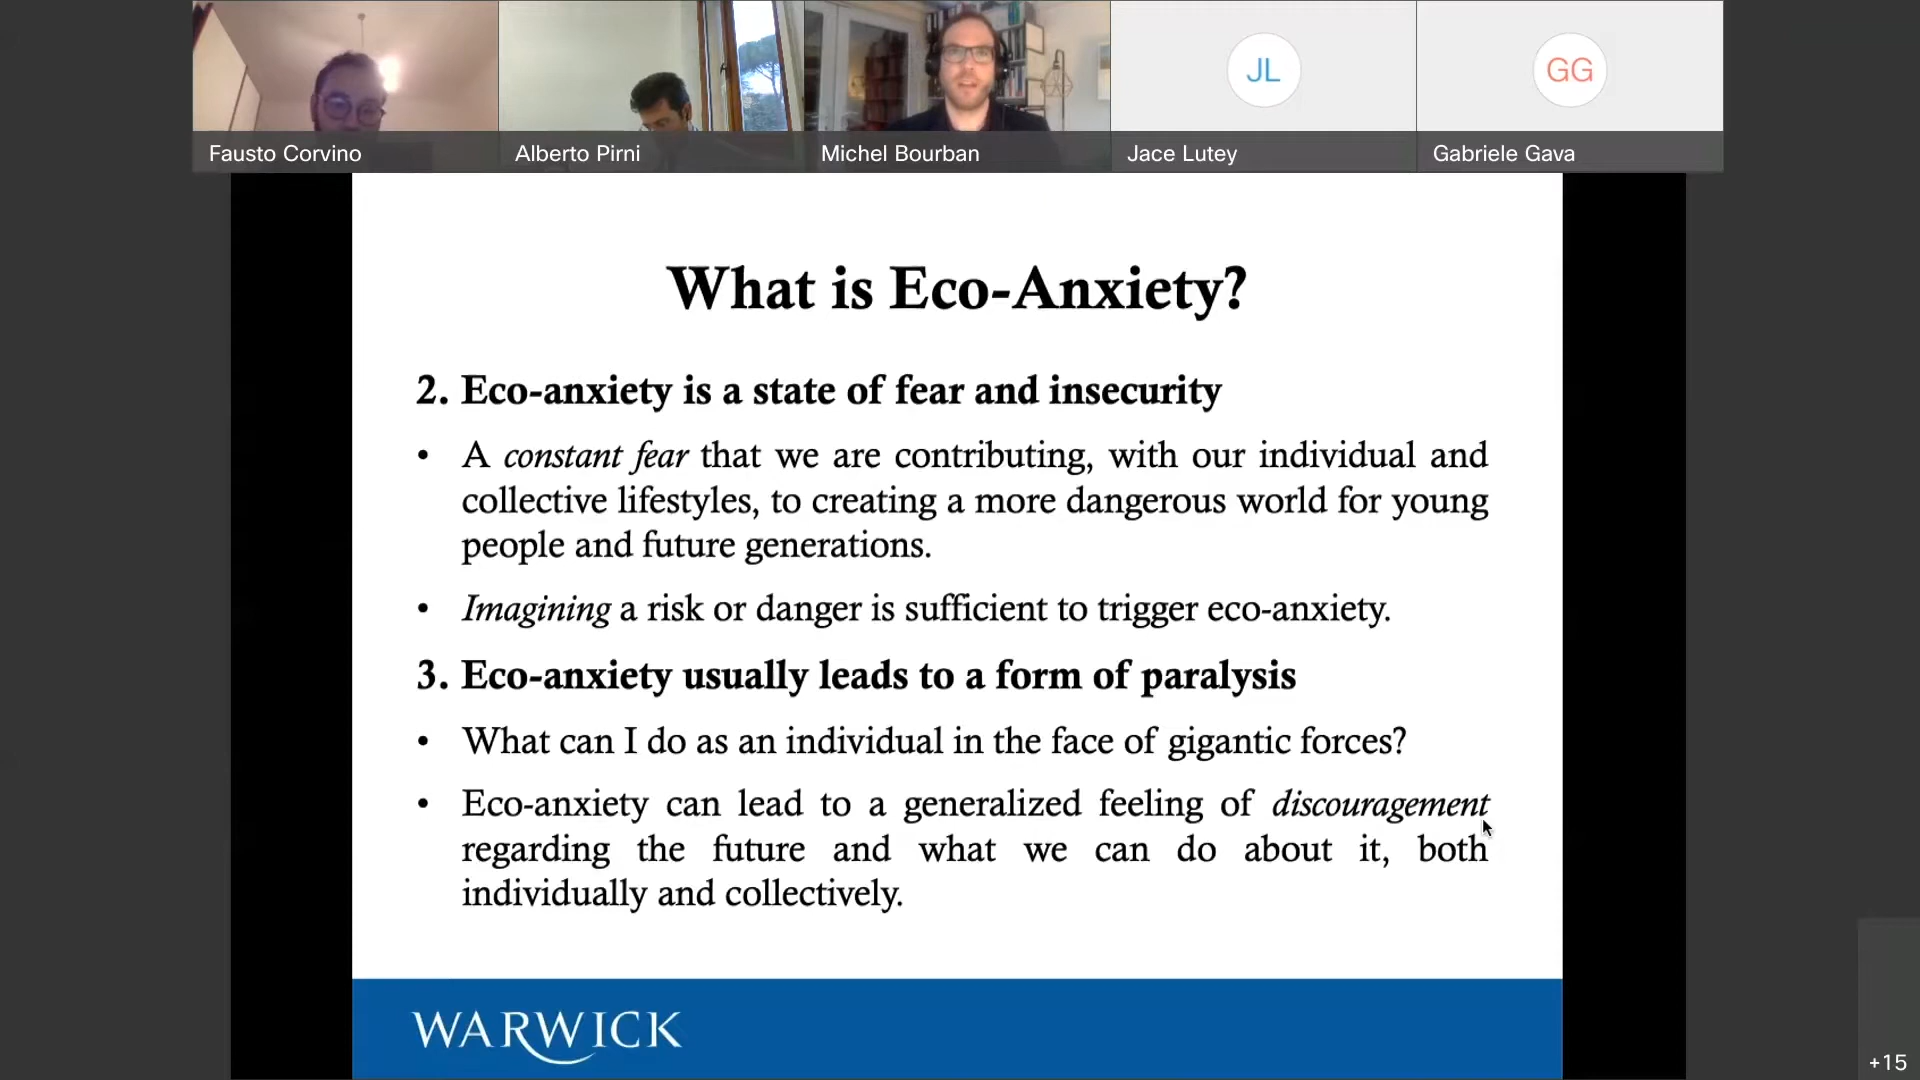 Fausto Corvino
Alberto Pirni
Michel Bourban
JL
Jace Lutey
GG
Gabriele Gava
What is Eco-Anxiety?
2. Eco-anxiety is a state of fear and insecurity
• A constant fear that we are contributing, with our individual and
collective lifestyles, to creating a more dangerous world for young
people and future generations.
• Imagining a risk or danger is sufficient to trigger eco-anxiety.
3. Eco-anxiety usually leads to a form of paralysis
• What can I do as an individual in the face of gigantic forces?
• Eco-anxiety can lead to a generalized feeling of discouragement
regarding the future and what we can do about it, both
individually and collectively.
WARWICK
+15